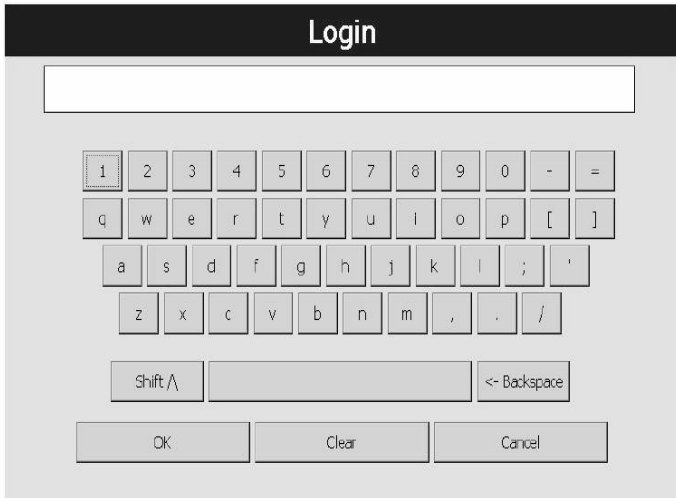 Login
1 2 3 4 5 6 7 8 9 0 - =
q w e r t y u i o p [ ]
a s d f g h j k l ; '
z x c v b n m , . /
Shift /\ <- Backspace
OK Clear Cancel